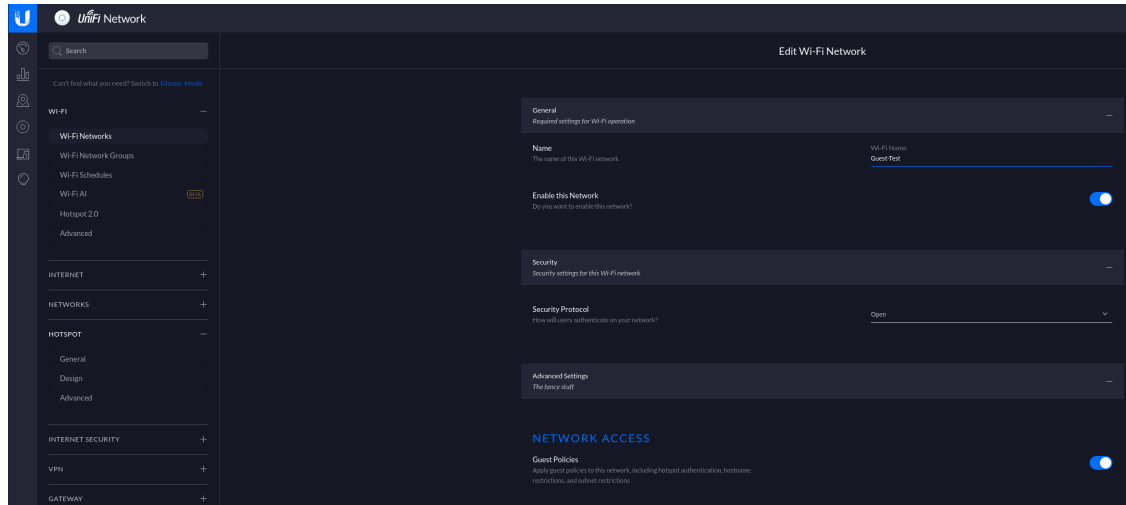 UniFi Network
Search
Edit Wi-Fi Network
Can't find what you need? Switch to Classic Mode
WI-FI
Wi-Fi Networks
Wi-Fi Network Groups
Wi-Fi Schedules
Wi-Fi AI BETA
Hotspot 2.0
Advanced
INTERNET
NETWORKS
HOTSPOT
General
Design
Advanced
INTERNET SECURITY
VPN
GATEWAY
General
Required settings for Wi-Fi operation
Name
The name of this Wi-Fi network
Wi-Fi Name
Guest-Test
Enable this Network
Do you want to enable this network?
Security
Security settings for this Wi-Fi network
Security Protocol
How will users authenticate on your network?
Open
Advanced Settings
The fancy stuff
NETWORK ACCESS
Guest Policies
Apply guest policies to this network, including hotspot authentication, hostname
restrictions, and subnet restrictions